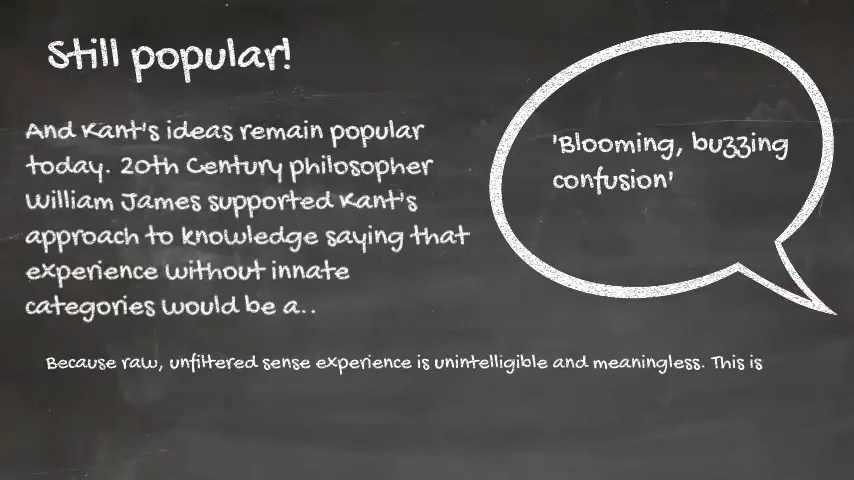 Still popular!
And Kant's ideas remain popular
today. 20th Century philosopher
William James supported Kant's
approach to knowledge saying that
experience without innate
categories would be a..
'Blooming, buzzing
confusion'
Because raw, unfiltered sense experience is unintelligible and meaningless. This is